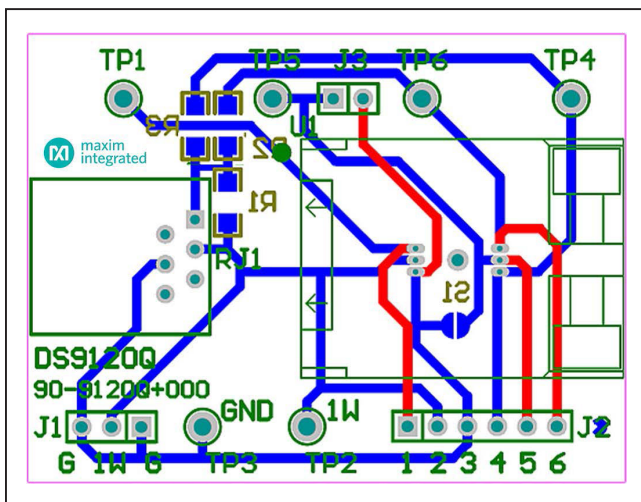 TP1 TP5 J3 TP6 TP4
U1
R3
R2
maxim
integrated
R1
RJ1
S1
DS9120Q
90-9120Q+000
J1 GND 1W J2
G 1W G TP3 TP2 1 2 3 4 5 6